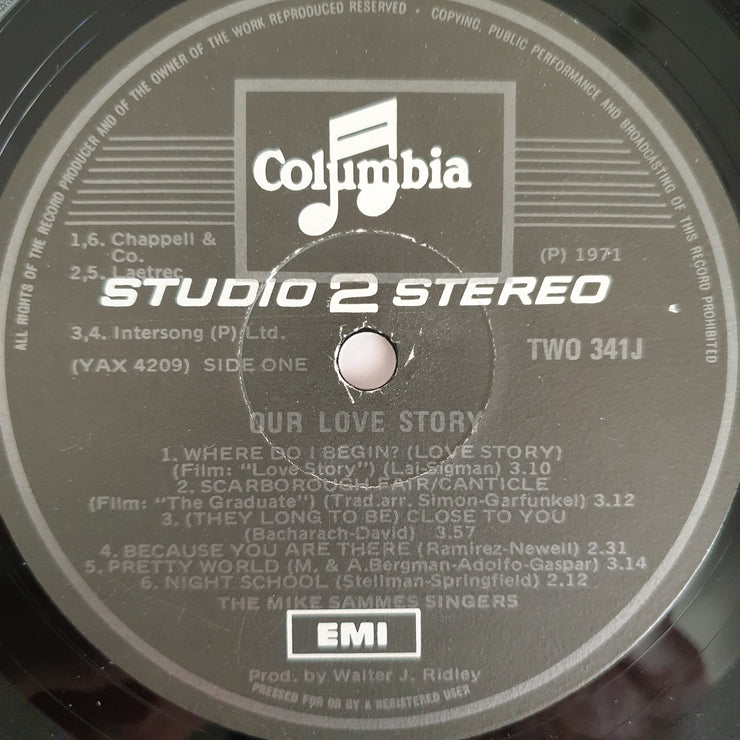 ALL RIGHTS OF THE RECORD PRODUCER AND OF THE OWNER OF THE WORK REPRODUCED RESERVED · COPYING, PUBLIC PERFORMANCE AND BROADCASTING OF THIS RECORD PROHIBITED
Columbia
1,6. Chappell &
Co.
(P) 1971
2,5. Laetrec
STUDIO 2 STEREO
3,4. Intersong (P) Ltd.
TWO 341J
(YAX 4209) SIDE ONE
OUR LOVE STORY
1. WHERE DO I BEGIN? (LOVE STORY)
(Film: "Love Story") (Lai-Sigman) 3.10
2. SCARBOROUGH FAIR/CANTICLE
(Film: "The Graduate") (Trad.arr. Simon-Garfunkel) 3.12
3. (THEY LONG TO BE) CLOSE TO YOU
(Bacharach-David) 3.57
4. BECAUSE YOU ARE THERE (Ramirez-Newell) 2.31
5. PRETTY WORLD (M. & A.Bergman-Adolfo-Gaspar) 3.14
6. NIGHT SCHOOL (Stellman-Springfield) 2.12
THE MIKE SAMMES SINGERS
EMI
Prod. by Walter J. Ridley
PRESSED FOR OR BY A REGISTERED USER